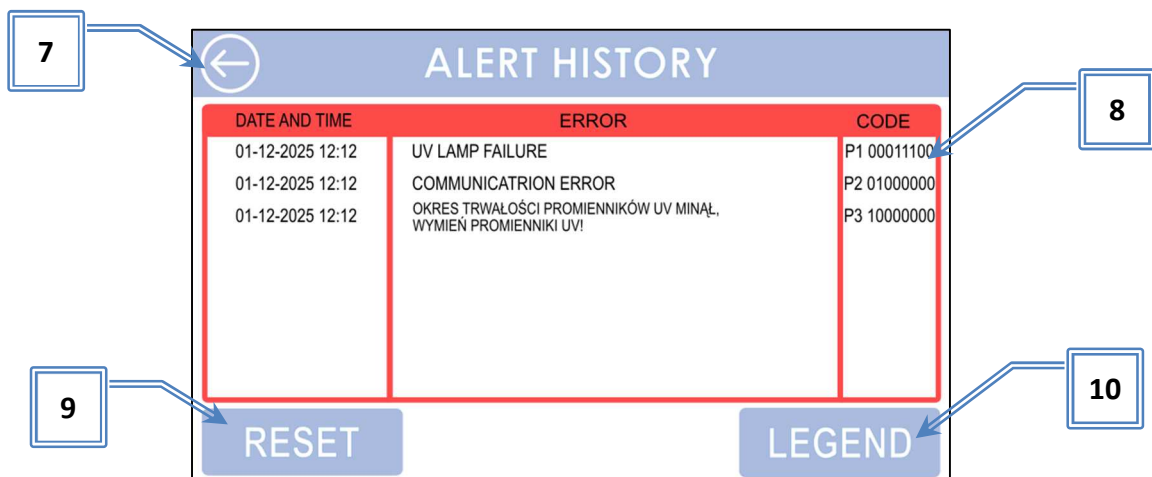 7
ALERT HISTORY
8
DATE AND TIME ERROR CODE
01-12-2025 12:12 UV LAMP FAILURE P1 00011100
01-12-2025 12:12 COMMUNICATRION ERROR P2 01000000
01-12-2025 12:12 OKRES TRWAŁOŚCI PROMIENNIKÓW UV MINĄŁ, P3 10000000
WYMIEŃ PROMIENNIKI UV!
9
RESET
LEGEND
10